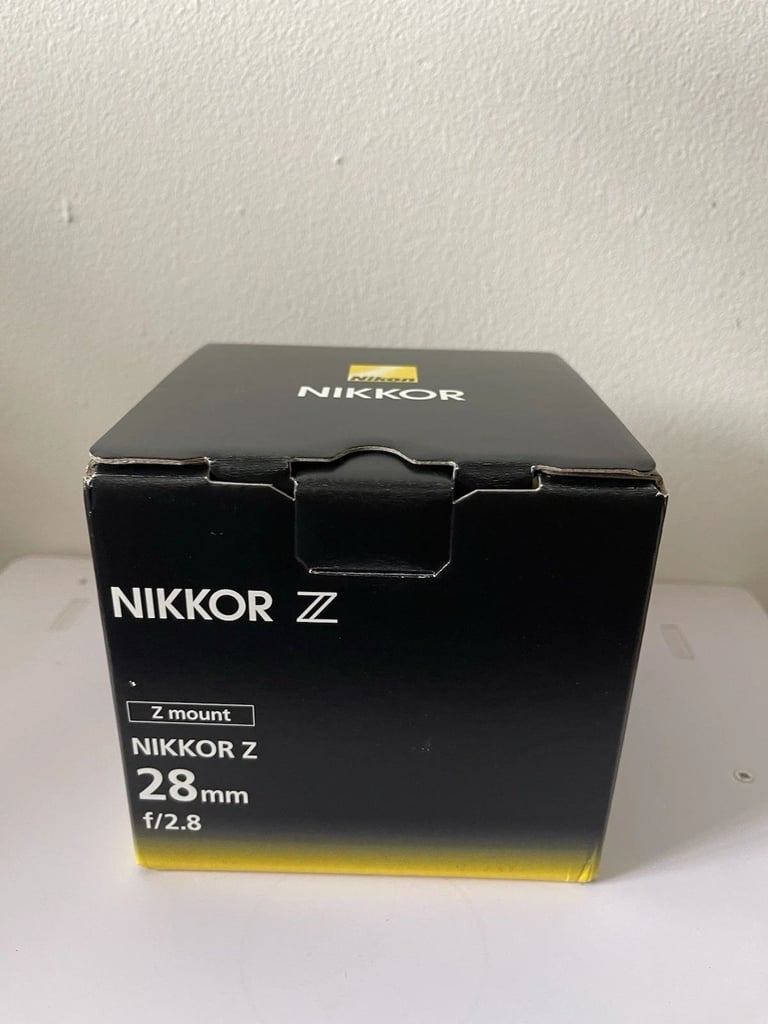 Nikon
NIKKOR
NIKKOR Z
Z mount
NIKKOR Z
28mm
f/2.8